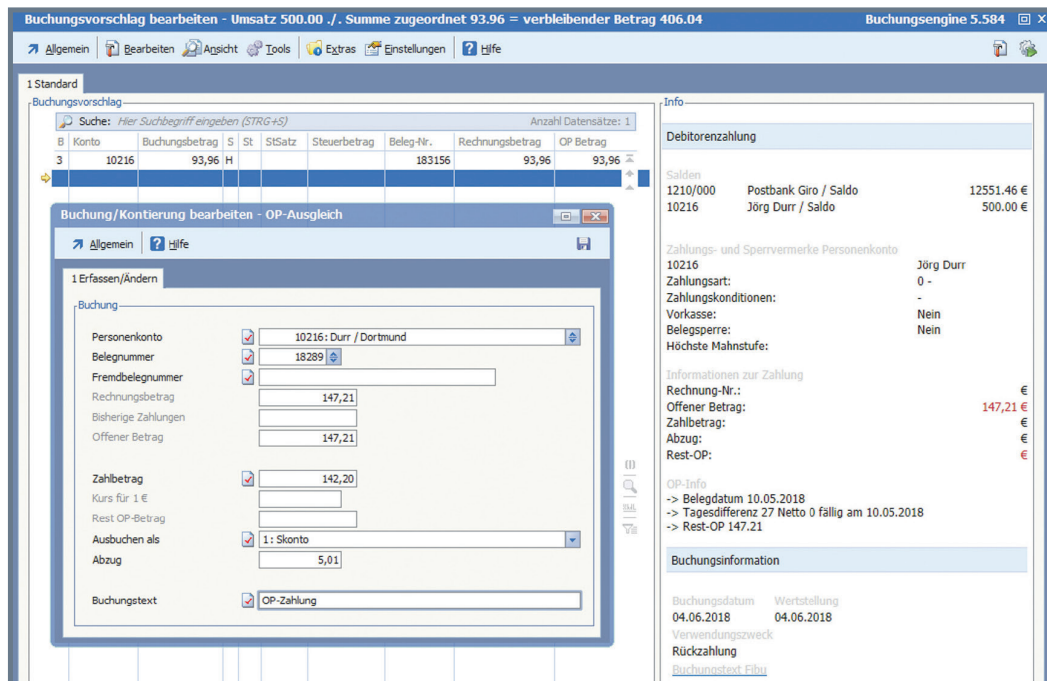 Buchungsvorschlag bearbeiten - Umsatz 500.00 ./. Summe zugeordnet 93.96 = verbleibender Betrag 406.04 Buchungsengine 5.584
Allgemein Bearbeiten Ansicht Tools Extras Einstellungen Hilfe
1 Standard
Buchungsvorschlag
Suche: Hier Suchbegriff eingeben (STRG+S) Anzahl Datensätze: 1
B Konto Buchungsbetrag S St StSatz Steuerbetrag Beleg-Nr. Rechnungsbetrag OP Betrag
3 10216 93,96 H 183156 93,96 93,96
Buchung/Kontierung bearbeiten - OP-Ausgleich
Allgemein Hilfe
1 Erfassen/Ändern
Buchung
Personenkonto 10216: Durr / Dortmund
Belegnummer 18289
Fremdbelegnummer
Rechnungsbetrag 147,21
Bisherige Zahlungen
Offener Betrag 147,21
Zahlbetrag 142,20
Kurs für 1 €
Rest OP-Betrag
Ausbuchen als 1: Skonto
Abzug 5,01
Buchungstext OP-Zahlung
Info
Debitorenzahlung
Salden
1210/000 Postbank Giro / Saldo 12551.46 €
10216 Jörg Durr / Saldo 500.00 €
Zahlungs- und Sperrvermerke Personenkonto
10216 Jörg Durr
Zahlungsart: 0 -
Zahlungskonditionen: -
Vorkasse: Nein
Belegsperre: Nein
Höchste Mahnstufe:
Informationen zur Zahlung
Rechnung-Nr.: €
Offener Betrag: 147,21 €
Zahlbetrag: €
Abzug: €
Rest-OP: €
OP-Info
-> Belegdatum 10.05.2018
-> Tagesdifferenz 27 Netto 0 fällig am 10.05.2018
-> Rest-OP 147.21
Buchungsinformation
Buchungsdatum Wertstellung
04.06.2018 04.06.2018
Verwendungszweck
Rückzahlung
Buchungstext Fibu